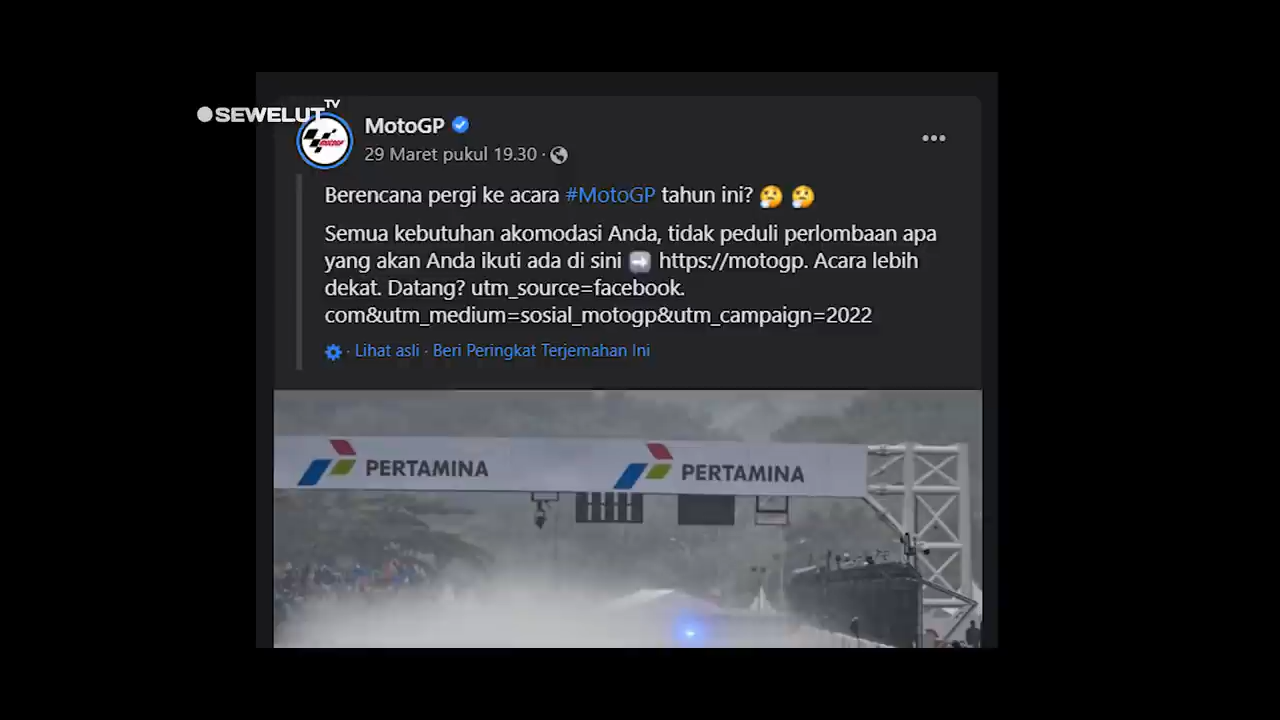 SEWELUT TV
MotoGP
29 Maret pukul 19.30 ·
Berencana pergi ke acara #MotoGP tahun ini? 🤔 🤔
Semua kebutuhan akomodasi Anda, tidak peduli perlombaan apa
yang akan Anda ikuti ada di sini ➡️ https://motogp. Acara lebih
dekat. Datang? utm_source=facebook.
com&utm_medium=sosial_motogp&utm_campaign=2022
· Lihat asli · Beri Peringkat Terjemahan Ini
PERTAMINA PERTAMINA